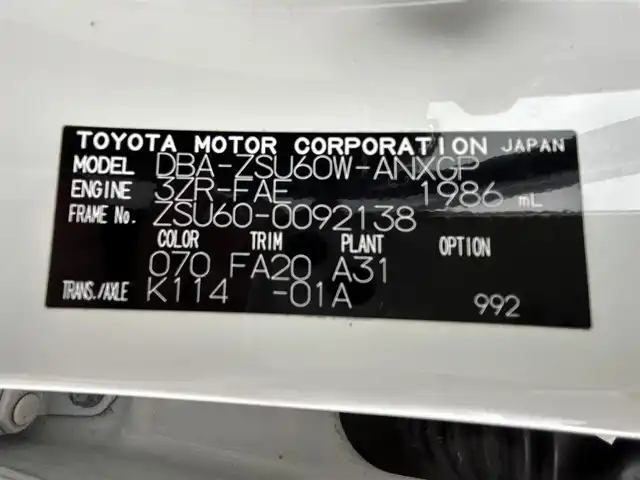 TOYOTA MOTOR CORPORATION JAPAN
MODEL DBA-ZSU60W-ANXGP
ENGINE 3ZR-FAE 1986 mL
FRAME No. ZSU60-0092138
COLOR TRIM PLANT OPTION
070 FA20 A31
TRANS./AXLE K114 -01A 992